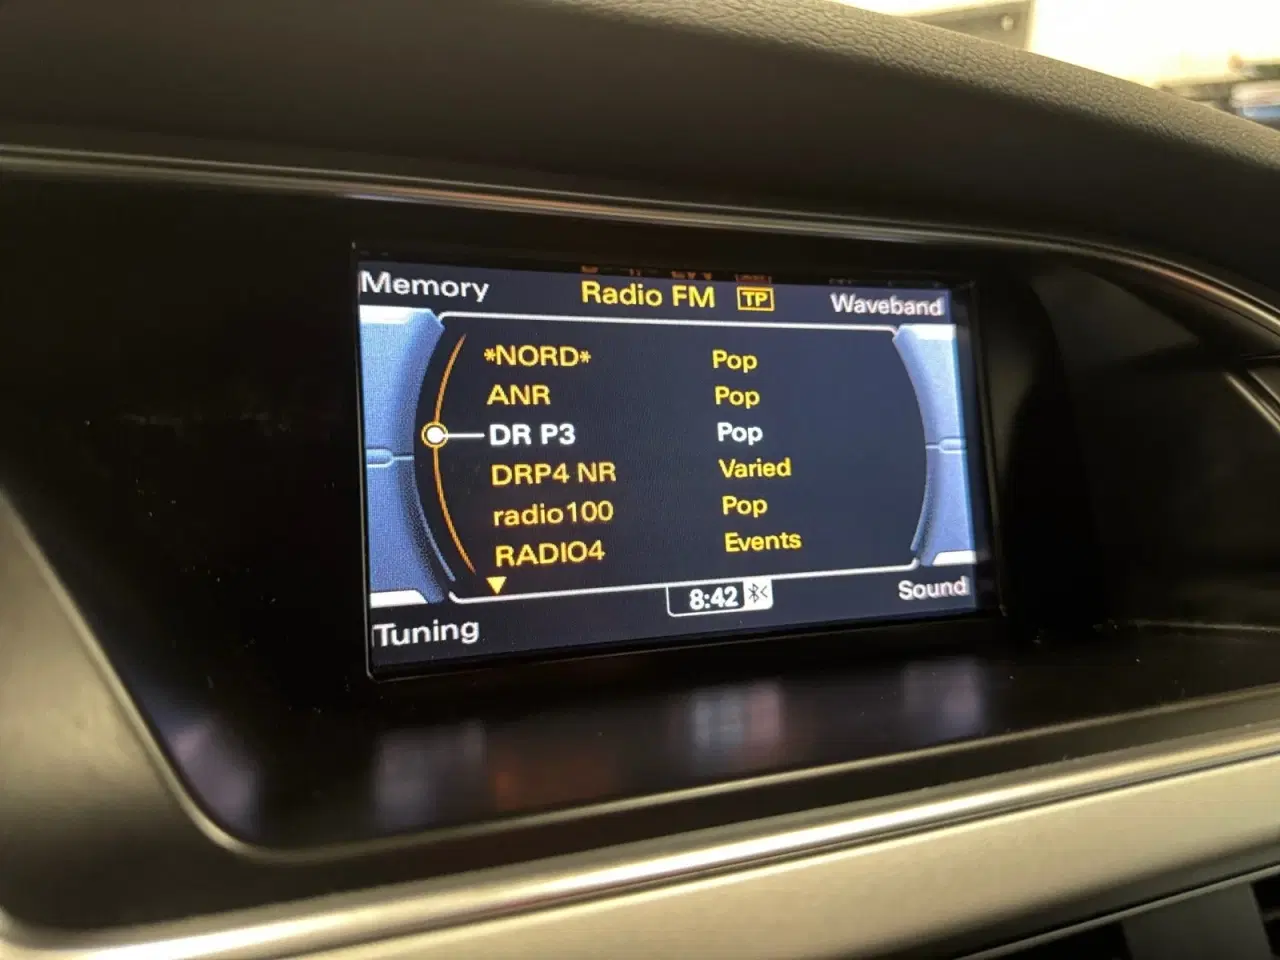 Memory Radio FM TP Waveband
*NORD* Pop
ANR Pop
DR P3 Pop
DRP4 NR Varied
radio100 Pop
RADIO4 Events
8:42
Tuning Sound